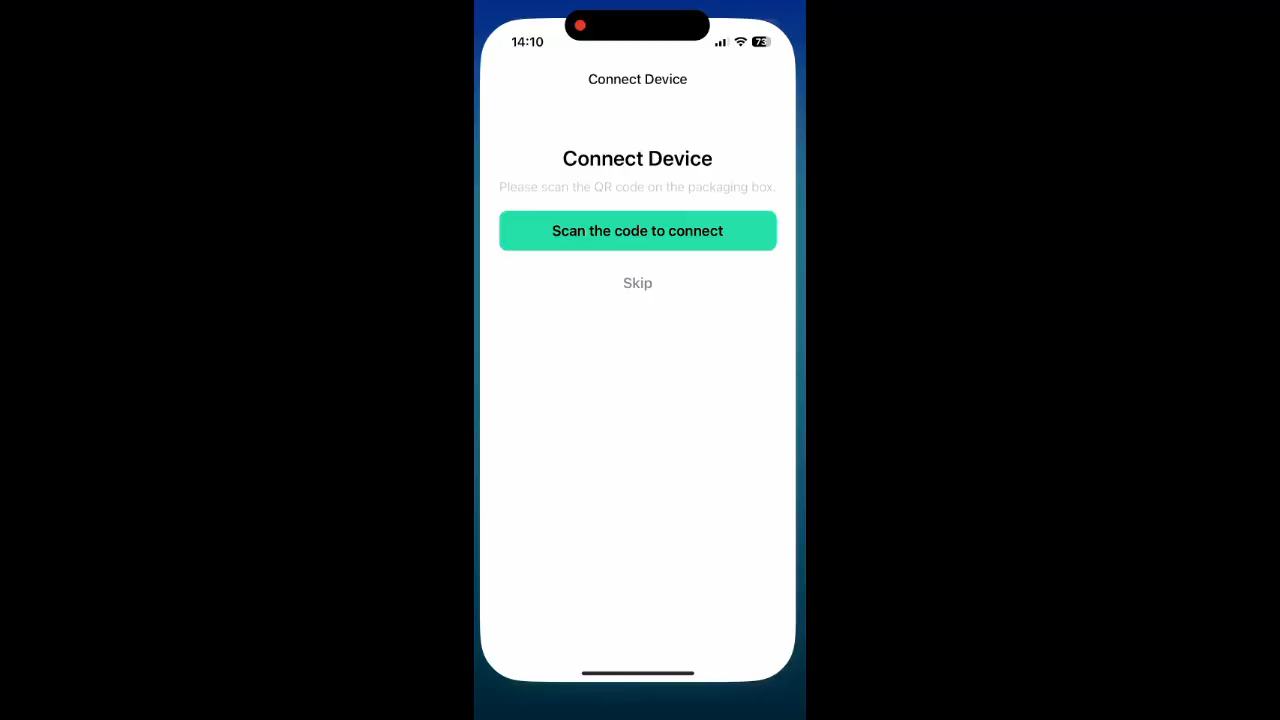 14:10
73
Connect Device
Connect Device
Please scan the QR code on the packaging box.
Scan the code to connect
Skip